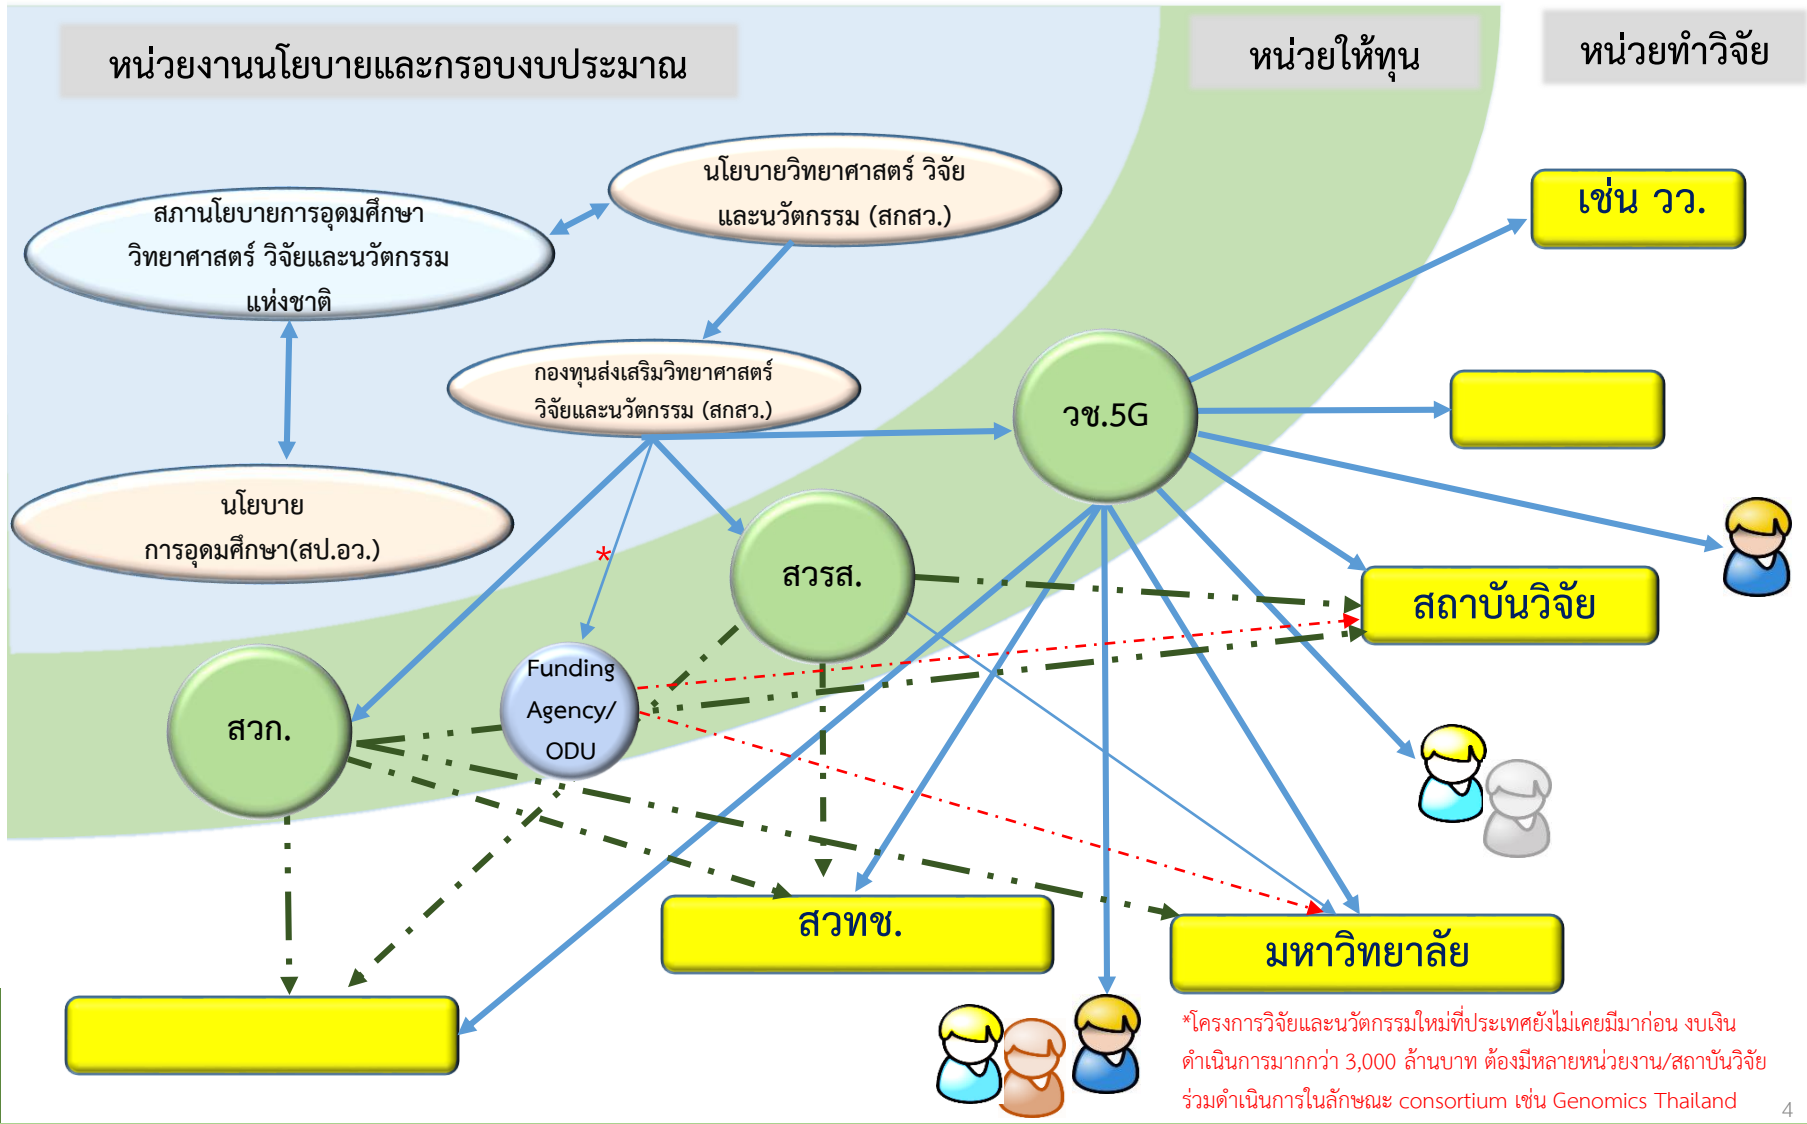 หน่วยงานนโยบายและกรอบงบประมาณ
หน่วยให้ทุน
หน่วยทำวิจัย
นโยบายวิทยาศาสตร์ วิจัย
และนวัตกรรม (สกสว.)
สภานโยบายการอุดมศึกษา
วิทยาศาสตร์ วิจัยและนวัตกรรม
แห่งชาติ
เช่น วว.
กองทุนส่งเสริมวิทยาศาสตร์
วิจัยและนวัตกรรม (สกสว.)
วช.5G
นโยบาย
การอุดมศึกษา(สป.อว.)
*
สวรส.
สถาบันวิจัย
สวก.
Funding
Agency/
ODU
สวทช.
มหาวิทยาลัย
*โครงการวิจัยและนวัตกรรมใหม่ที่ประเทศยังไม่เคยมีมาก่อน งบเงิน
ดำเนินการมากกว่า 3,000 ล้านบาท ต้องมีหลายหน่วยงาน/สถาบันวิจัย
ร่วมดำเนินการในลักษณะ consortium เช่น Genomics Thailand
4